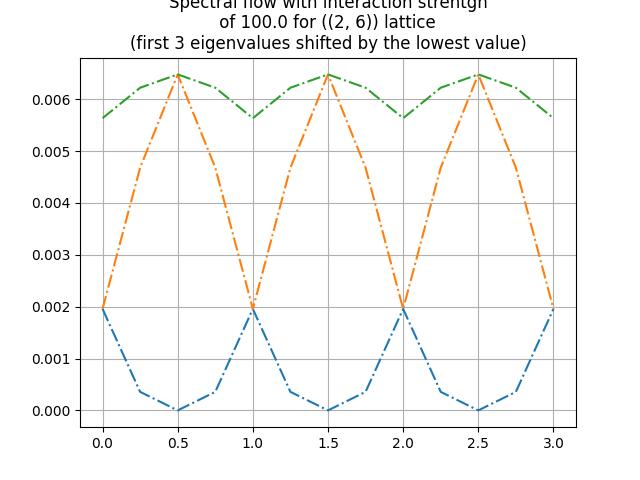 Spectral flow with interaction strentgh
of 100.0 for ((2, 6)) lattice
(first 3 eigenvalues shifted by the lowest value)
0.006
0.005
0.004
0.003
0.002
0.001
0.000
0.0 0.5 1.0 1.5 2.0 2.5 3.0